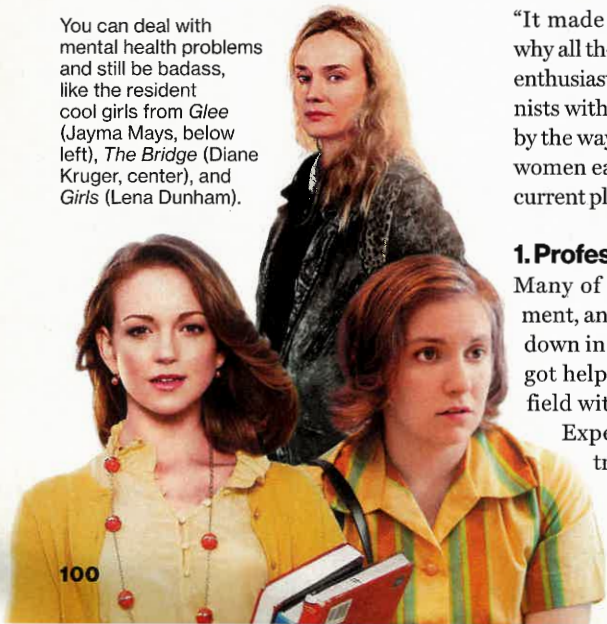 You can deal with
mental health problems
and still be badass,
like the resident
cool girls from Glee
(Jayma Mays, below
left), The Bridge (Diane
Kruger, center), and
Girls (Lena Dunham).
“It made
why all th
enthusias
nists with
by the way
women ea
current pl
1. Profes
Many of
ment, an
down in
got help
field wit
Expe
tr
100